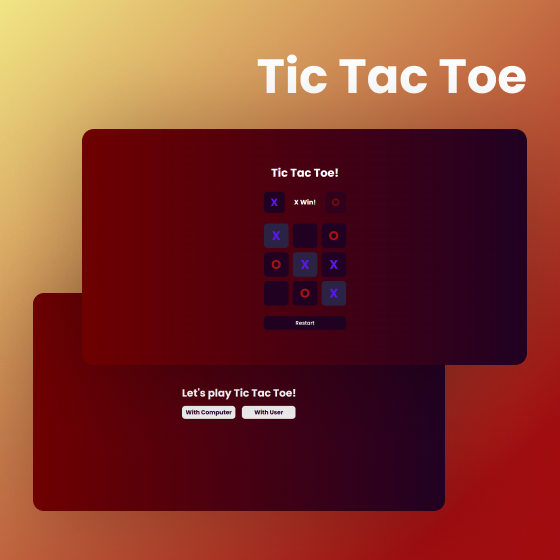 Tic Tac Toe
Tic Tac Toe!
X X Win! O
X O
O X X
O X
Restart
Let's play Tic Tac Toe!
With Computer With User